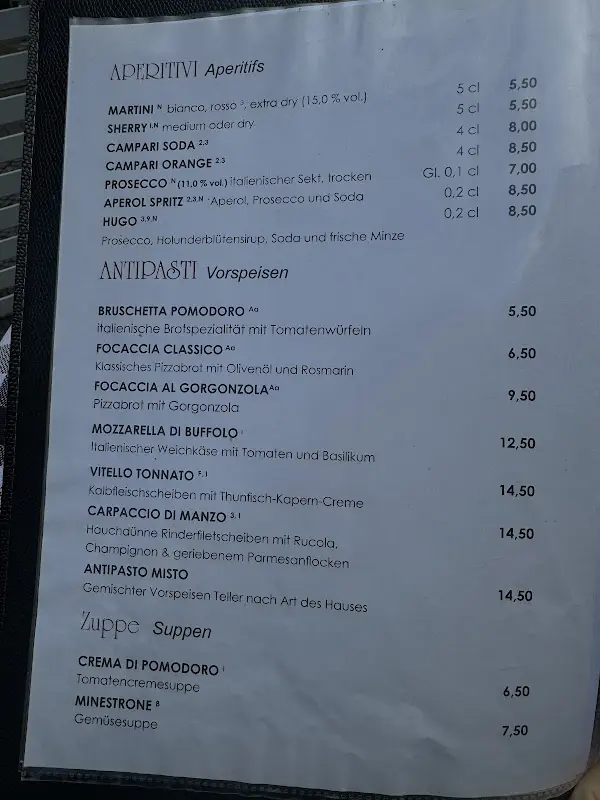 APERITIVI Aperitifs
MARTINI N bianco, rosso 3, extra dry (15,0 % vol.) 5 cl 5,50
SHERRY I,N medium oder dry 5 cl 5,50
CAMPARI SODA 2,3 4 cl 8,00
CAMPARI ORANGE 2,3 4 cl 8,50
PROSECCO N (11,0 % vol.) italienischer Sekt, trocken Gl. 0,1 cl 7,00
APEROL SPRITZ 2,3,N Aperol, Prosecco und Soda 0,2 cl 8,50
HUGO 3,9,N 0,2 cl 8,50
Prosecco, Holunderblütensirup, Soda und frische Minze
ANTIPASTI Vorspeisen
BRUSCHETTA POMODORO Aa 5,50
italienische Brotspezialität mit Tomatenwürfeln
FOCACCIA CLASSICO Aa 6,50
Klassisches Pizzabrot mit Olivenöl und Rosmarin
FOCACCIA AL GORGONZOLA Aa 9,50
Pizzabrot mit Gorgonzola
MOZZARELLA DI BUFFOLO I 12,50
Italienischer Weichkäse mit Tomaten und Basilikum
VITELLO TONNATO F, I 14,50
Kalbfleischscheiben mit Thunfisch-Kapern-Creme
CARPACCIO DI MANZO 3, I 14,50
Hauchdünne Rinderfiletscheiben mit Rucola,
Champignon & geriebenem Parmesanflocken
ANTIPASTO MISTO 14,50
Gemischter Vorspeisen Teller nach Art des Hauses
Zuppe Suppen
CREMA DI POMODORO I 6,50
Tomatencremesuppe
MINESTRONE B 7,50
Gemüsesuppe